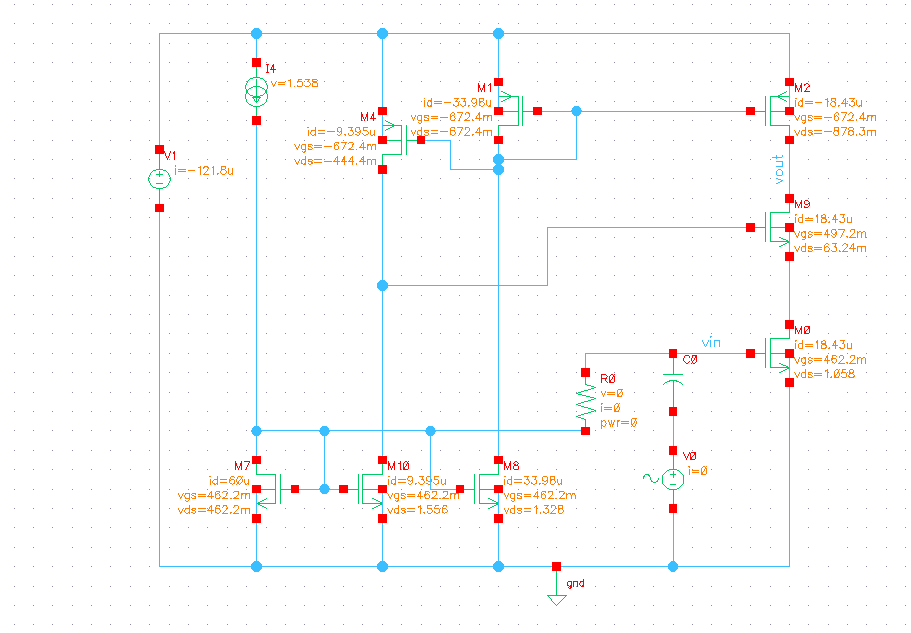 I4
v=1.538
M1
id=-33.98u
vgs=-672.4m
vds=-672.4m
M2
id=-18.43u
vgs=-672.4m
vds=-878.3m
M4
id=-9.395u
vgs=-672.4m
vds=-444.4m
V1
i=-121.8u
vout
M9
id=18.43u
vgs=497.2m
vds=63.24m
vin
M0
id=18.43u
vgs=462.2m
vds=1.058
C0
R0
v=0
i=0
pwr=0
M7
id=60u
vgs=462.2m
vds=462.2m
M10
id=9.395u
vgs=462.2m
vds=1.556
M8
id=33.98u
vgs=462.2m
vds=1.328
V0
i=0
gnd